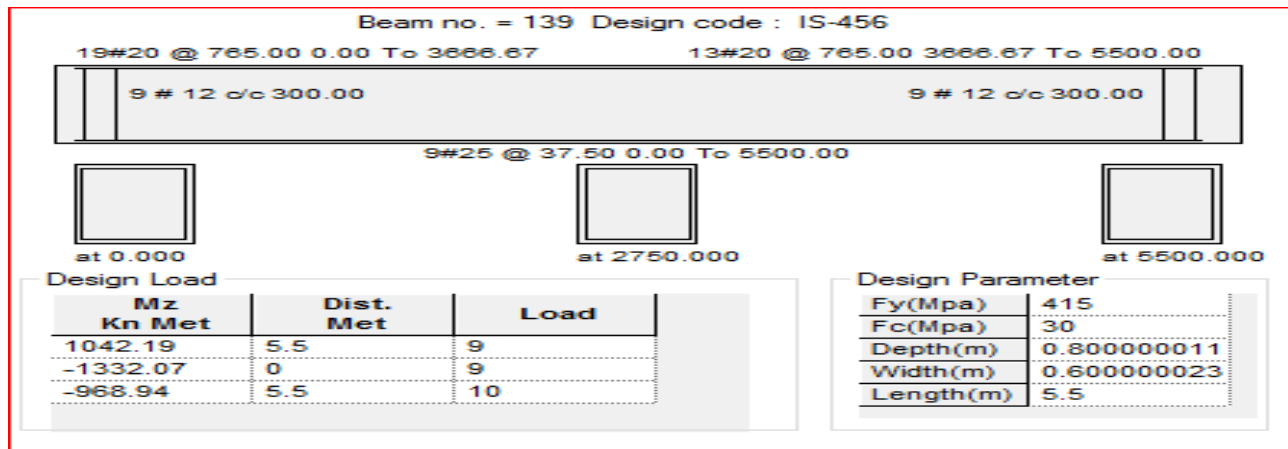 Beam no. = 139 Design code : IS-456
19#20 @ 765.00 0.00 To 3666.67 13#20 @ 765.00 3666.67 To 5500.00
9 # 12 c/c 300.00 9 # 12 c/c 300.00
9#25 @ 37.50 0.00 To 5500.00
at 0.000 at 2750.000 at 5500.000
Design Load
Mz Dist. Load
Kn Met Met
1042.19 5.5 9
-1332.07 0 9
-968.94 5.5 10
Design Parameter
Fy(Mpa) 415
Fc(Mpa) 30
Depth(m) 0.800000011
Width(m) 0.600000023
Length(m) 5.5